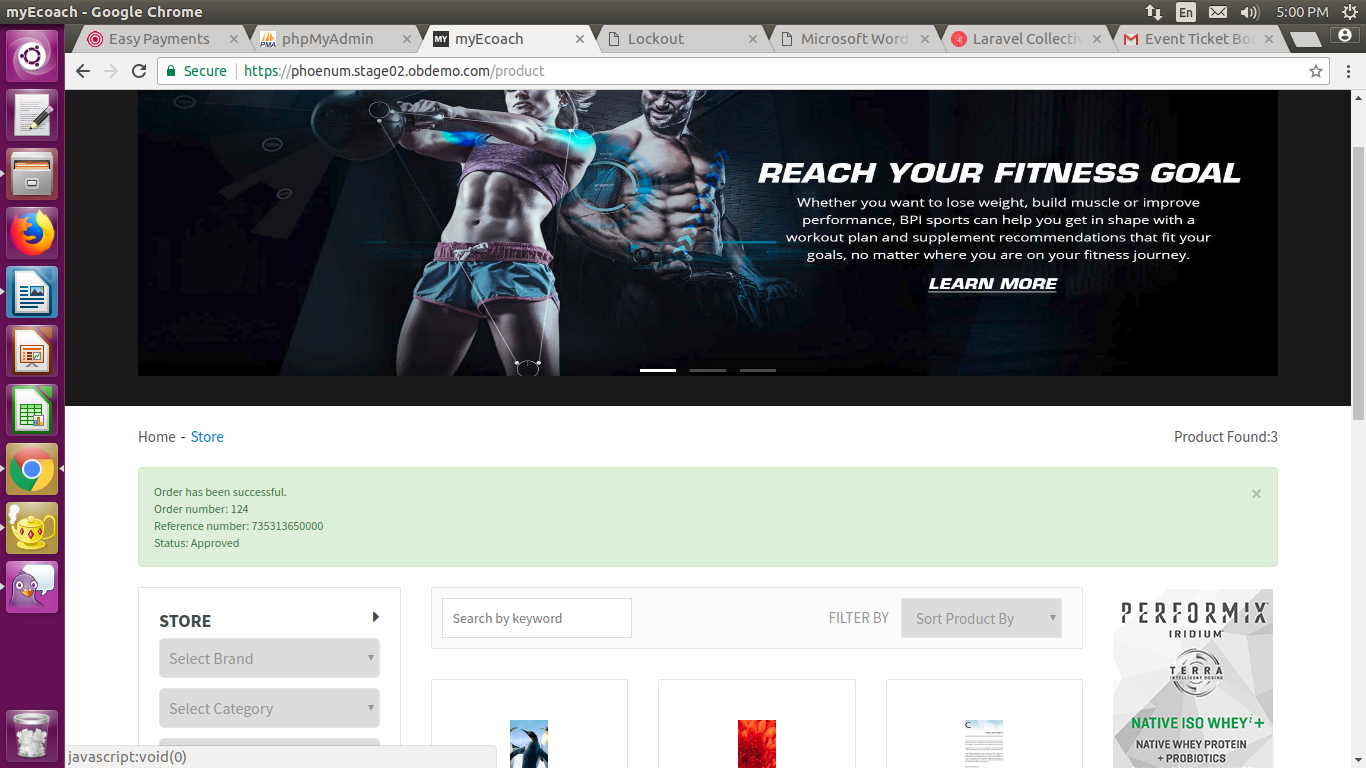 myEcoach - Google Chrome
En
5:00 PM
Easy Payments
PMA
phpMyAdmin
MY
myEcoach
Lockout
Microsoft Word
Laravel Collectiv
Event Ticket Boo
Secure
https://phoenum.stage02.obdemo.com/product
REACH YOUR FITNESS GOAL
Whether you want to lose weight, build muscle or improve
performance, BPI sports can help you get in shape with a
workout plan and supplement recommendations that fit your
goals, no matter where you are on your fitness journey.
LEARN MORE
Home - Store
Product Found:3
Order has been successful.
Order number: 124
Reference number: 735313650000
Status: Approved
STORE
Select Brand
Select Category
Search by keyword
FILTER BY
Sort Product By
PERFORMIX
IRIDIUM™
TERRA
INTELLIGENT DOSING
NATIVE ISO WHEYi+
NATIVE WHEY PROTEIN
+ PROBIOTICS
javascript:void(0)